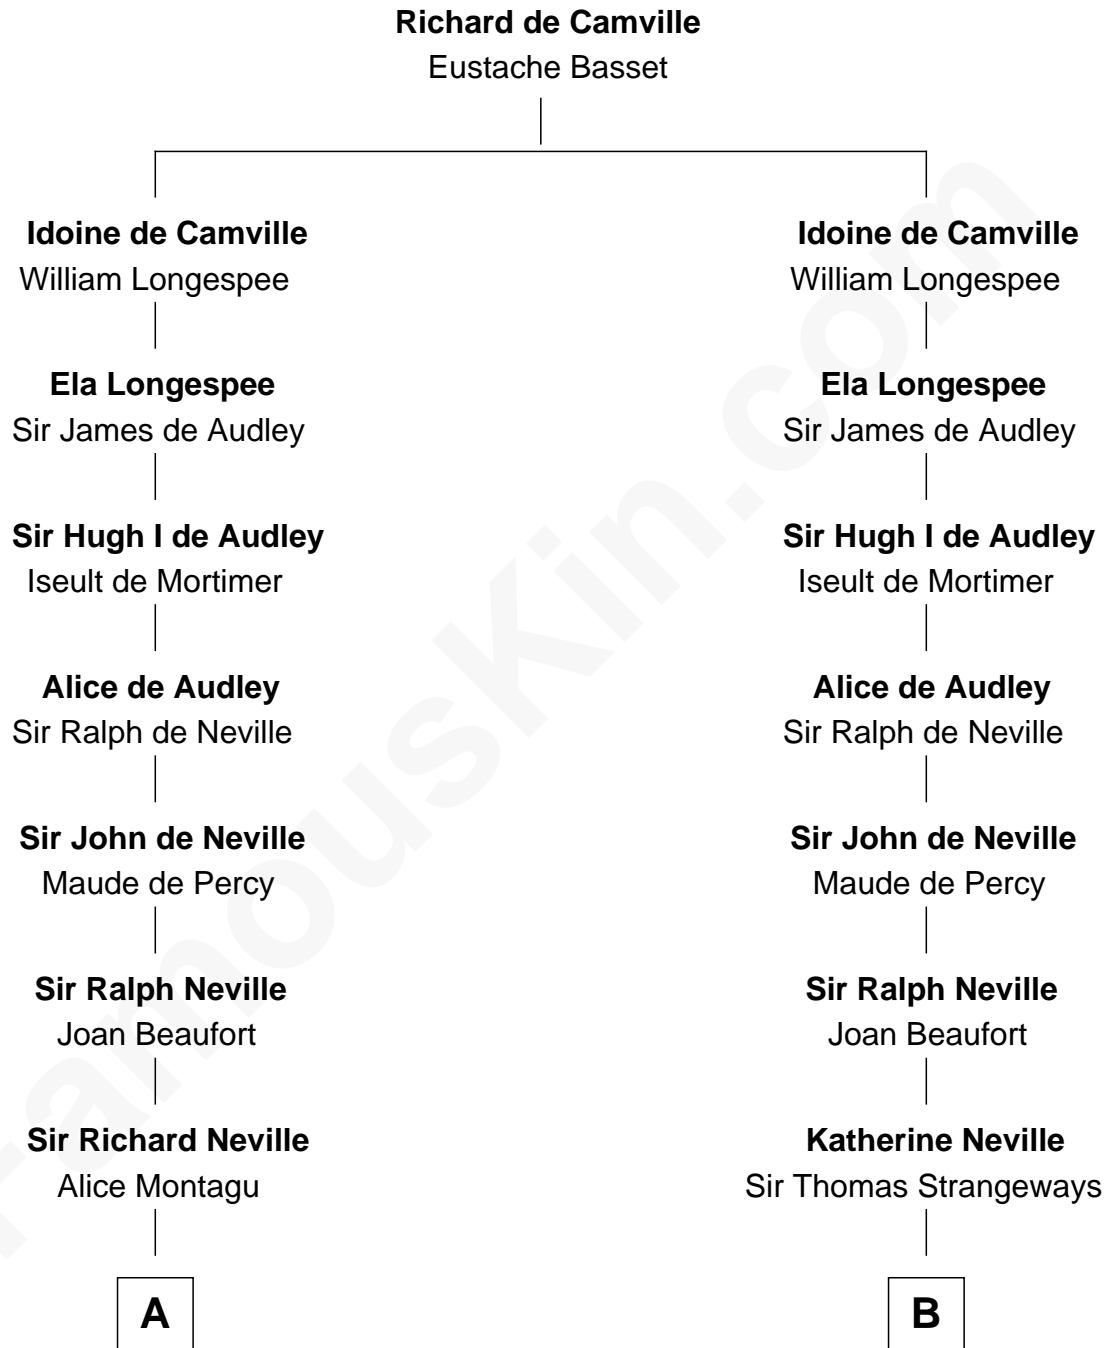 Richard de Camville
Eustache Basset
Idoine de Camville
William Longespee
Ela Longespee
Sir James de Audley
Sir Hugh I de Audley
Iseult de Mortimer
Alice de Audley
Sir Ralph de Neville
Sir John de Neville
Maude de Percy
Sir Ralph Neville
Joan Beaufort
Sir Richard Neville
Alice Montagu
A
Idoine de Camville
William Longespee
Ela Longespee
Sir James de Audley
Sir Hugh I de Audley
Iseult de Mortimer
Alice de Audley
Sir Ralph de Neville
Sir John de Neville
Maude de Percy
Sir Ralph Neville
Joan Beaufort
Katherine Neville
Sir Thomas Strangeways
B
FamousKin.com